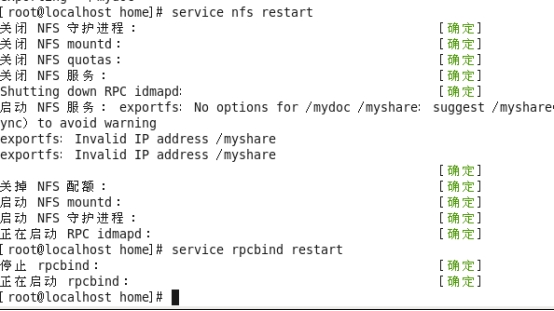 [root@localhost home]# service nfs restart
关闭 NFS 守护进程： [确定]
关闭 NFS mountd： [确定]
关闭 NFS quotas： [确定]
关闭 NFS 服务： [确定]
Shutting down RPC idmapd: [确定]
启动 NFS 服务： exportfs: No options for /mydoc /myshare: suggest /myshare
ync) to avoid warning
exportfs: Invalid IP address /myshare
exportfs: Invalid IP address /myshare
[确定]
关掉 NFS 配额： [确定]
启动 NFS mountd： [确定]
启动 NFS 守护进程： [确定]
正在启动 RPC idmapd： [确定]
[root@localhost home]# service rpcbind restart
停止 rpcbind： [确定]
正在启动 rpcbind： [确定]
[root@localhost home]#